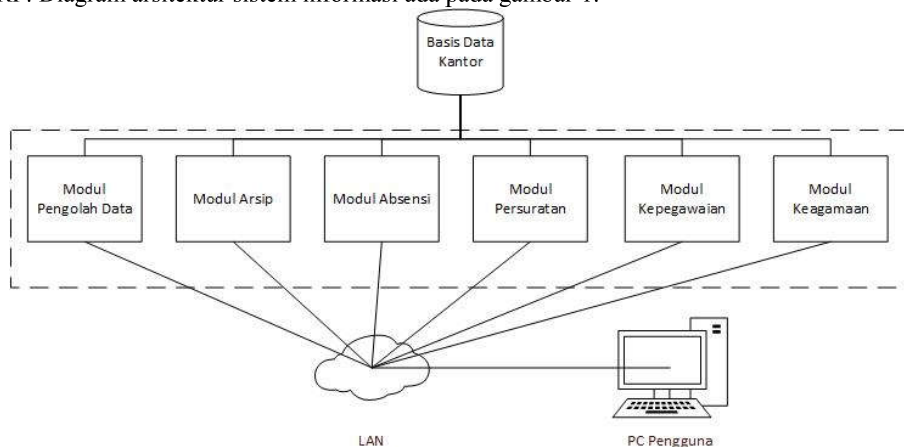 Diagram arsitektur sistem informasi ada pada gambar 1.
Basis Data
Kantor
Modul
Pengolah Data
Modul Arsip
Modul Absensi
Modul
Persuratan
Modul
Kepegawaian
Modul
Keagamaan
LAN
PC Pengguna